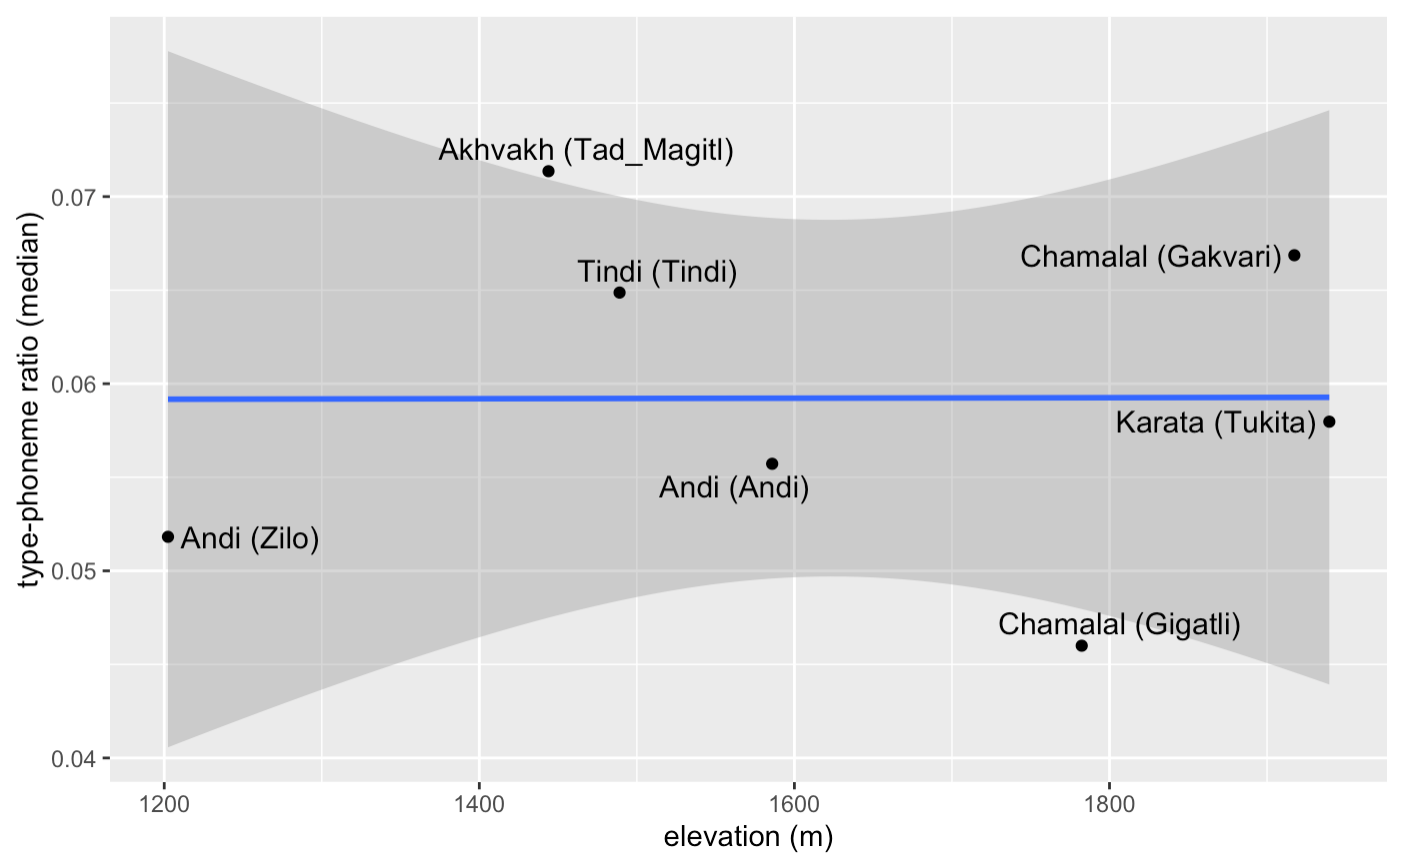 Akhvakh (Tad_Magitl)
0.07
Chamalal (Gakvari)
Tindi (Tindi)
type-phoneme ratio (median)
0.06
Karata (Tukita)
Andi (Andi)
Andi (Zilo)
0.05
Chamalal (Gigatli)
0.04
1200 1400 1600 1800
elevation (m)